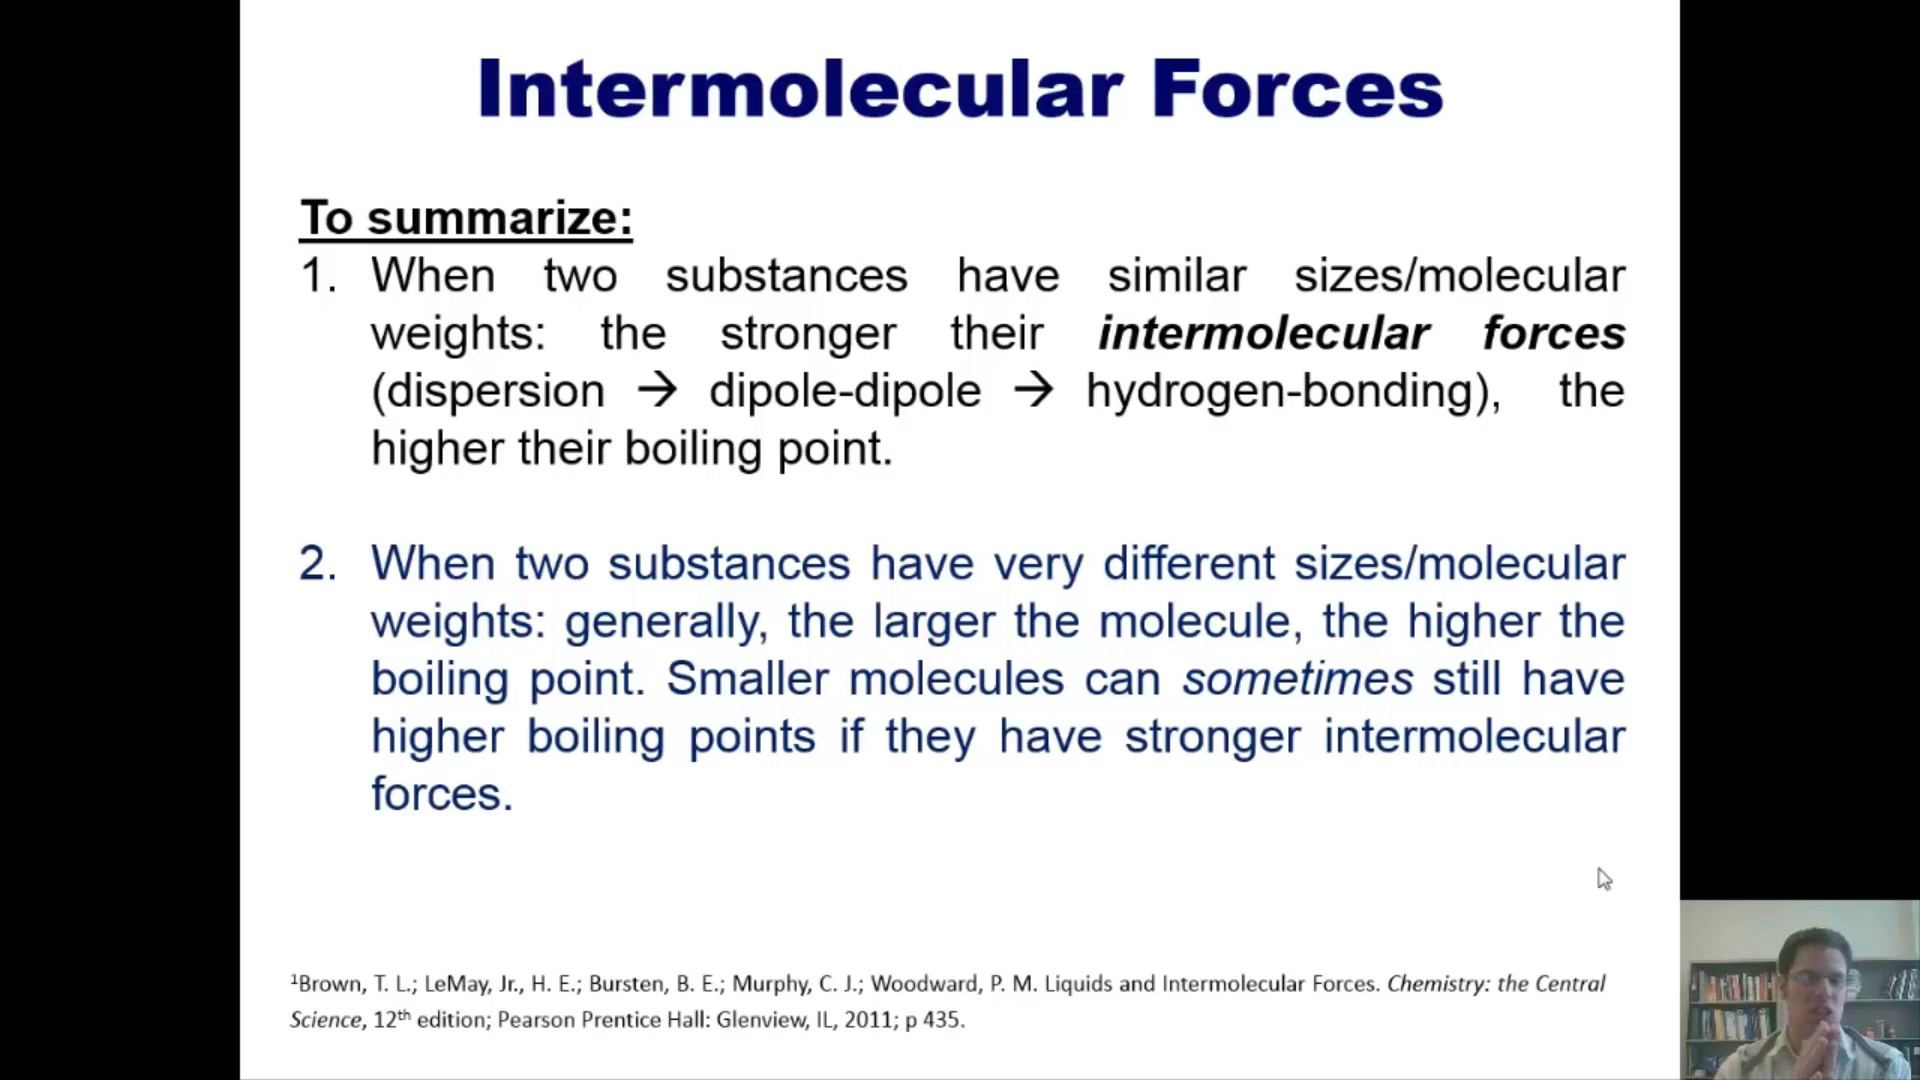 Intermolecular Forces
To summarize:
1. When two substances have similar sizes/molecular
weights: the stronger their intermolecular forces
(dispersion → dipole-dipole → hydrogen-bonding), the
higher their boiling point.
2. When two substances have very different sizes/molecular
weights: generally, the larger the molecule, the higher the
boiling point. Smaller molecules can sometimes still have
higher boiling points if they have stronger intermolecular
forces.
¹Brown, T. L.; LeMay, Jr., H. E.; Bursten, B. E.; Murphy, C. J.; Woodward, P. M. Liquids and Intermolecular Forces. Chemistry: the Central
Science, 12th edition; Pearson Prentice Hall: Glenview, IL, 2011; p 435.